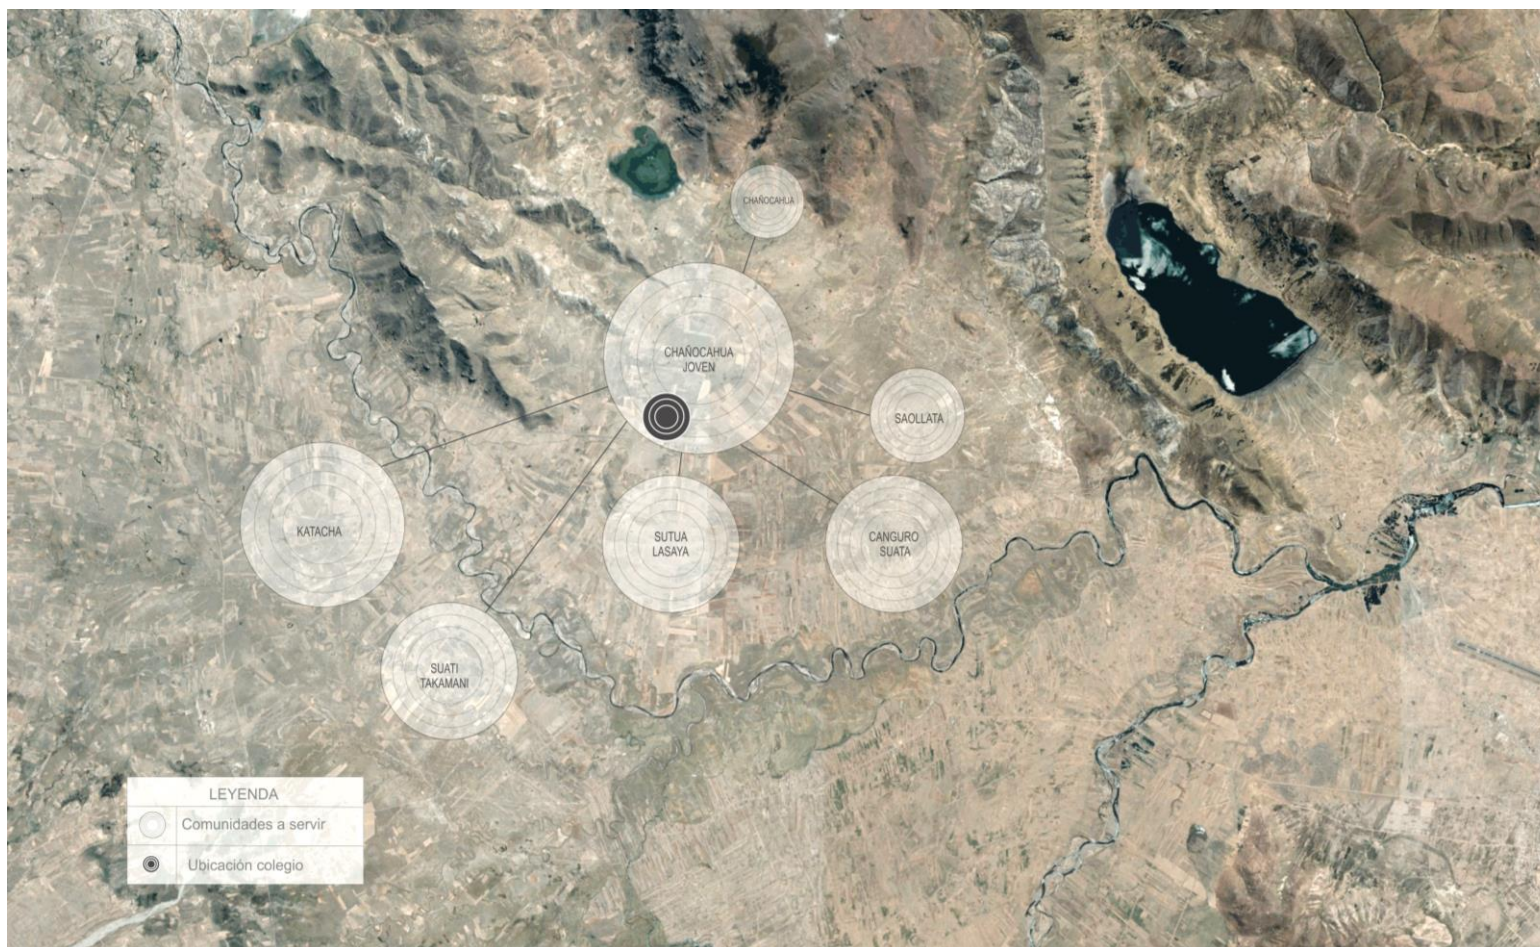 CHAÑOCAHUA
CHAÑOCAHUA
JOVEN
SAOLLATA
KATACHA
SUTUA
LASAYA
CANGURO
SUATA
SUATI
TAKAMANI
LEYENDA
Comunidades a servir
Ubicación colegio